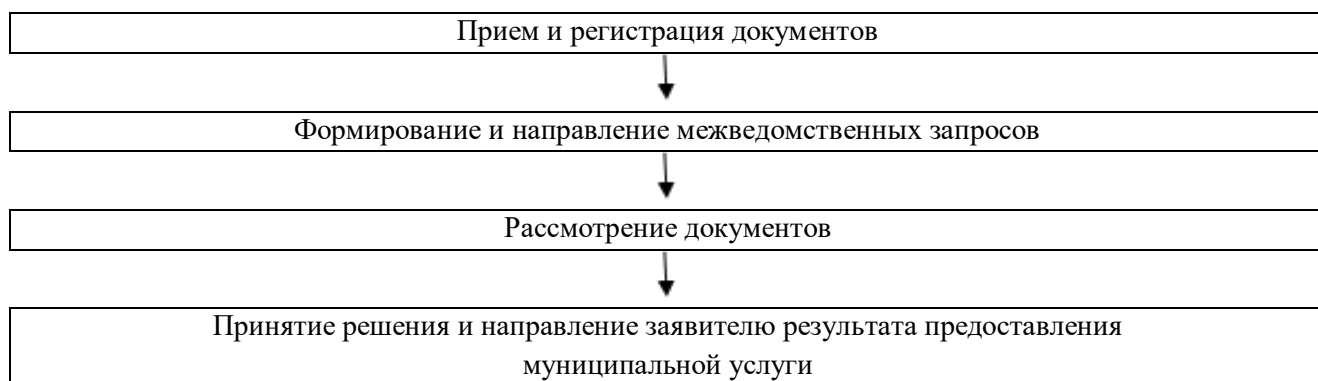 Прием и регистрация документов
Формирование и направление межведомственных запросов
Рассмотрение документов
Принятие решения и направление заявителю результата предоставления
муниципальной услуги